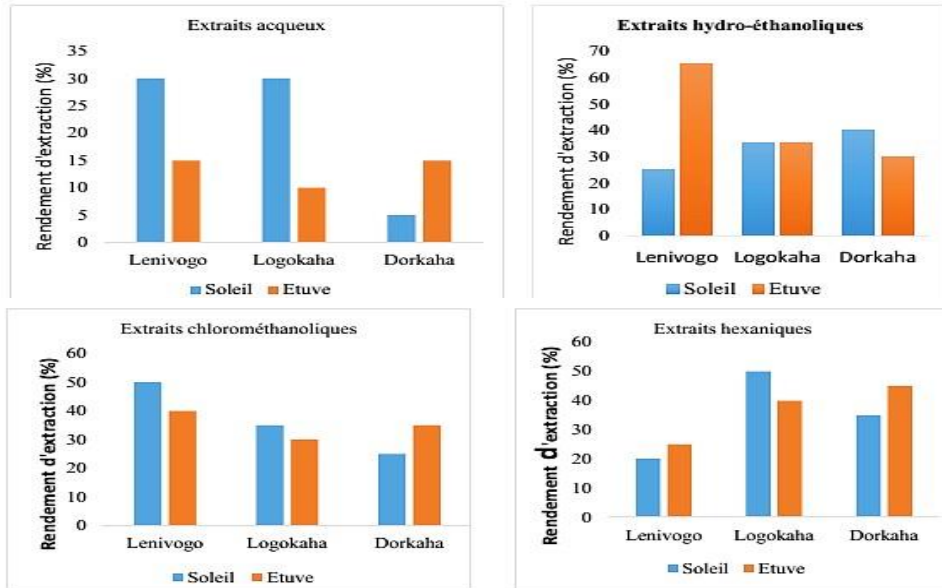 Extraits acqueux
Rendement d'extraction (%)
35
30
25
20
15
10
5
0
Lenivogo Logokaha Dorkaha
Soleil Etuve
Extraits hydro-éthanoliques
Rendement d'extraction (%)
70
60
50
40
30
20
10
0
Lenivogo Logokaha Dorkaha
Soleil Etuve
Extraits chlorométhanoliques
Rendement d'extraction (%)
60
50
40
30
20
10
0
Lenivogo Logokaha Dorkaha
Soleil Etuve
Extraits hexaniques
Rendement d'extraction (%)
60
50
40
30
20
10
0
Lenivogo Logokaha Dorkaha
Soleil Etuve